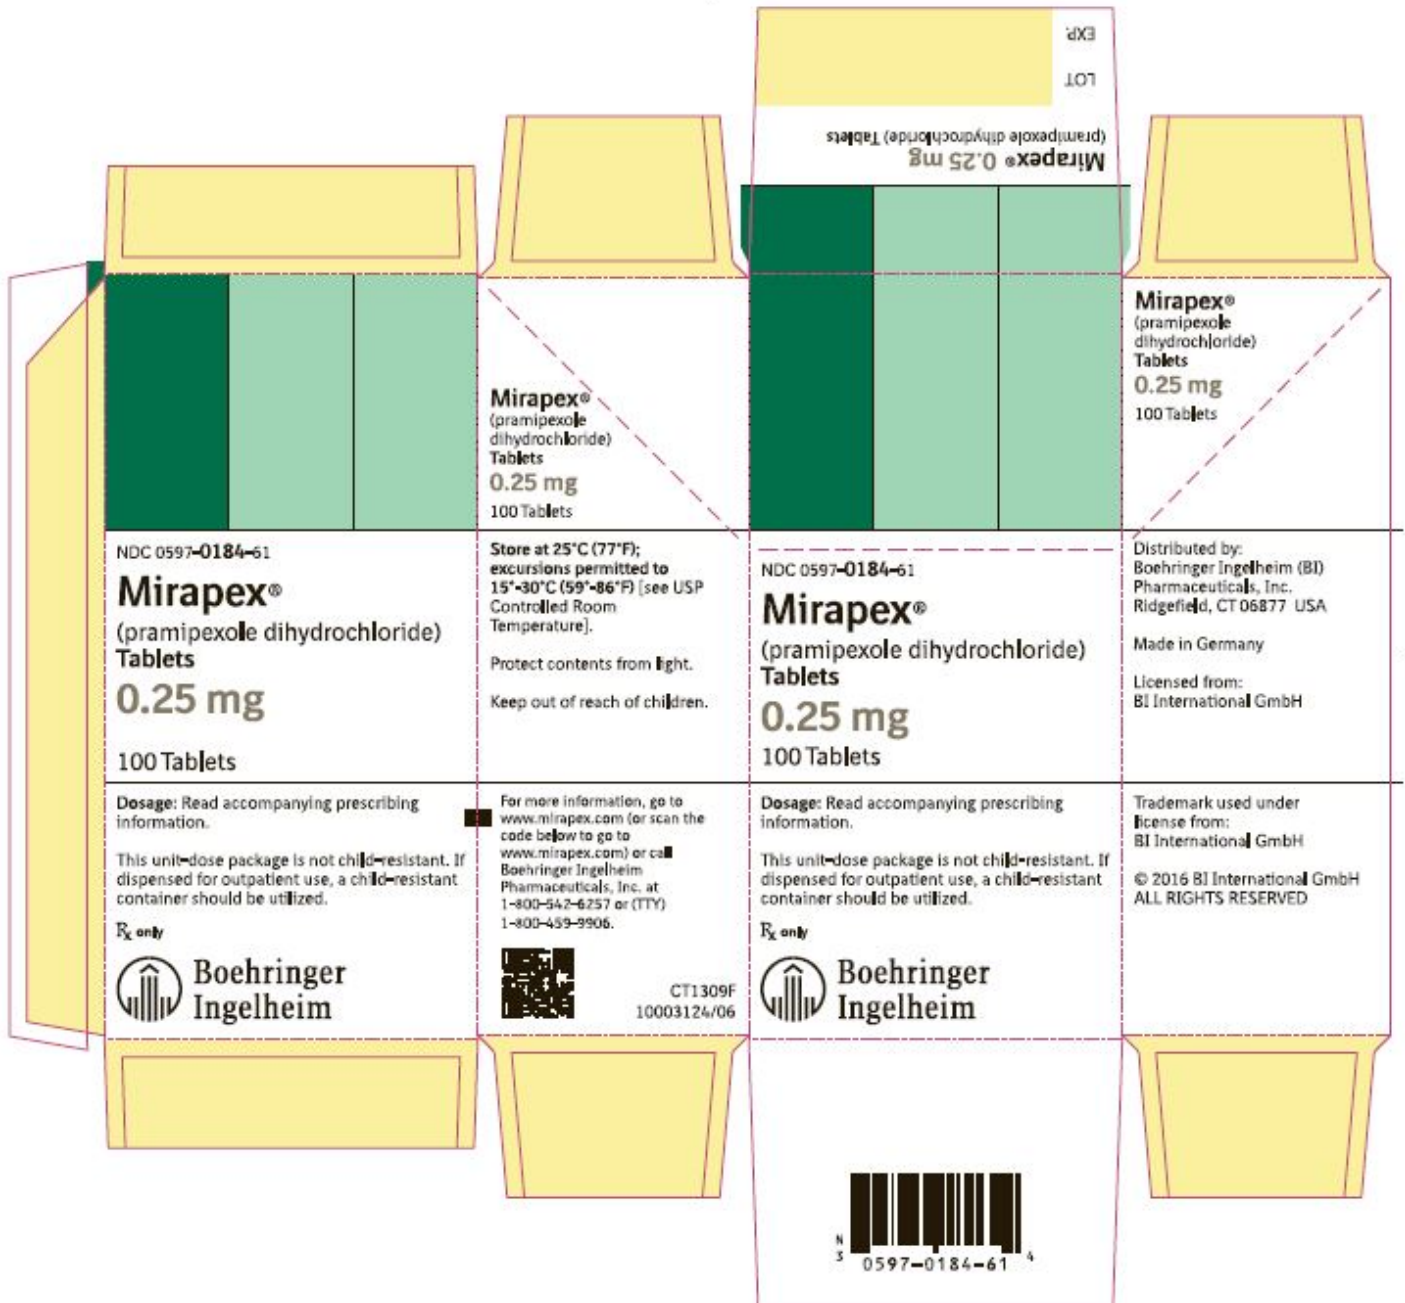 EXP.
LOT
Mirapex® 0.25 mg
(pramipexole dihydrochloride) Tablets
NDC 0597-0184-61
Mirapex®
(pramipexole dihydrochloride)
Tablets
0.25 mg
100 Tablets
Dosage: Read accompanying prescribing
information.
This unit-dose package is not child-resistant. If
dispensed for outpatient use, a child-resistant
container should be utilized.
Rx only
Boehringer
Ingelheim
Mirapex®
(pramipexole
dihydrochloride)
Tablets
0.25 mg
100 Tablets
Store at 25°C (77°F);
excursions permitted to
15°-30°C (59°-86°F) [see USP
Controlled Room
Temperature].
Protect contents from light.
Keep out of reach of children.
For more information, go to
www.mirapex.com (or scan the
code below to go to
www.mirapex.com) or call
Boehringer Ingelheim
Pharmaceuticals, Inc. at
1-800-542-6257 or (TTY)
1-800-459-9906.
CT1309F
10003124/06
NDC 0597-0184-61
Mirapex®
(pramipexole dihydrochloride)
Tablets
0.25 mg
100 Tablets
Dosage: Read accompanying prescribing
information.
This unit-dose package is not child-resistant. If
dispensed for outpatient use, a child-resistant
container should be utilized.
Rx only
Boehringer
Ingelheim
Mirapex®
(pramipexole
dihydrochloride)
Tablets
0.25 mg
100 Tablets
Distributed by:
Boehringer Ingelheim (BI)
Pharmaceuticals, Inc.
Ridgefield, CT 06877 USA
Made in Germany
Licensed from:
BI International GmbH
Trademark used under
license from:
BI International GmbH
© 2016 BI International GmbH
ALL RIGHTS RESERVED
N
3 0597-0184-61 4